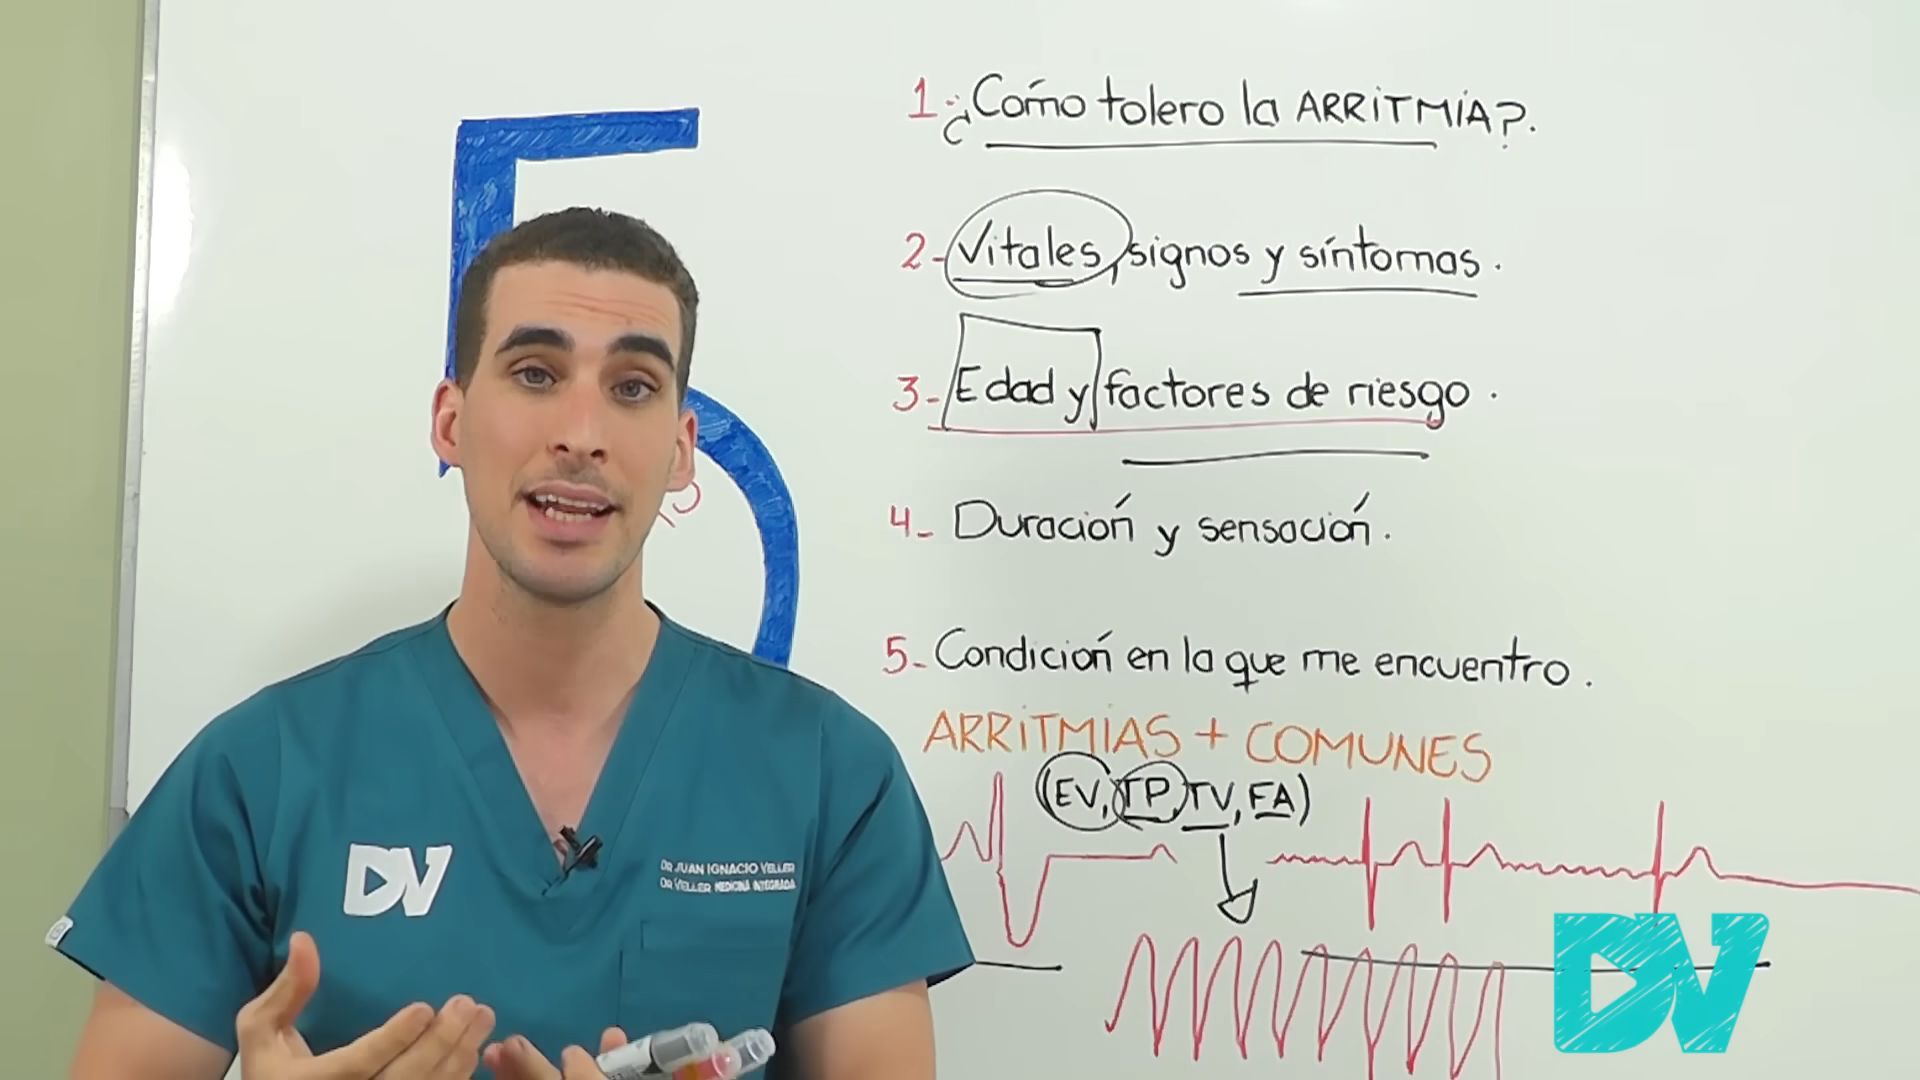 5
1-¿Cómo tolero la ARRITMIA?.
2-Vitales, signos y síntomas.
3-Edad y factores de riesgo.
4- Duración y sensación.
5-Condición en la que me encuentro.
ARRITMIAS + COMUNES
(EV, TP, TV, FA)
DV
DR JUAN IGNACIO VELLER
DR VELLER MEDICINA INTEGRADA
DV